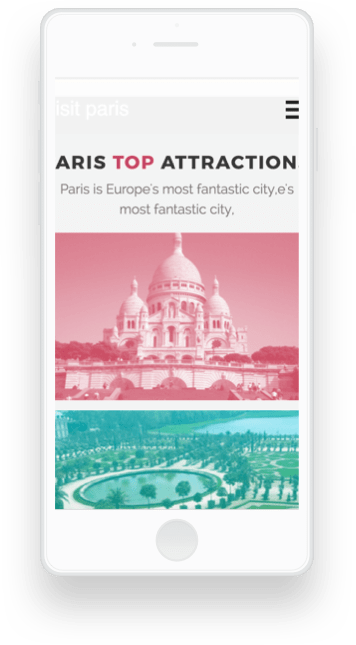 isit paris
ARIS TOP ATTRACTION
Paris is Europe's most fantastic city,e's
most fantastic city,